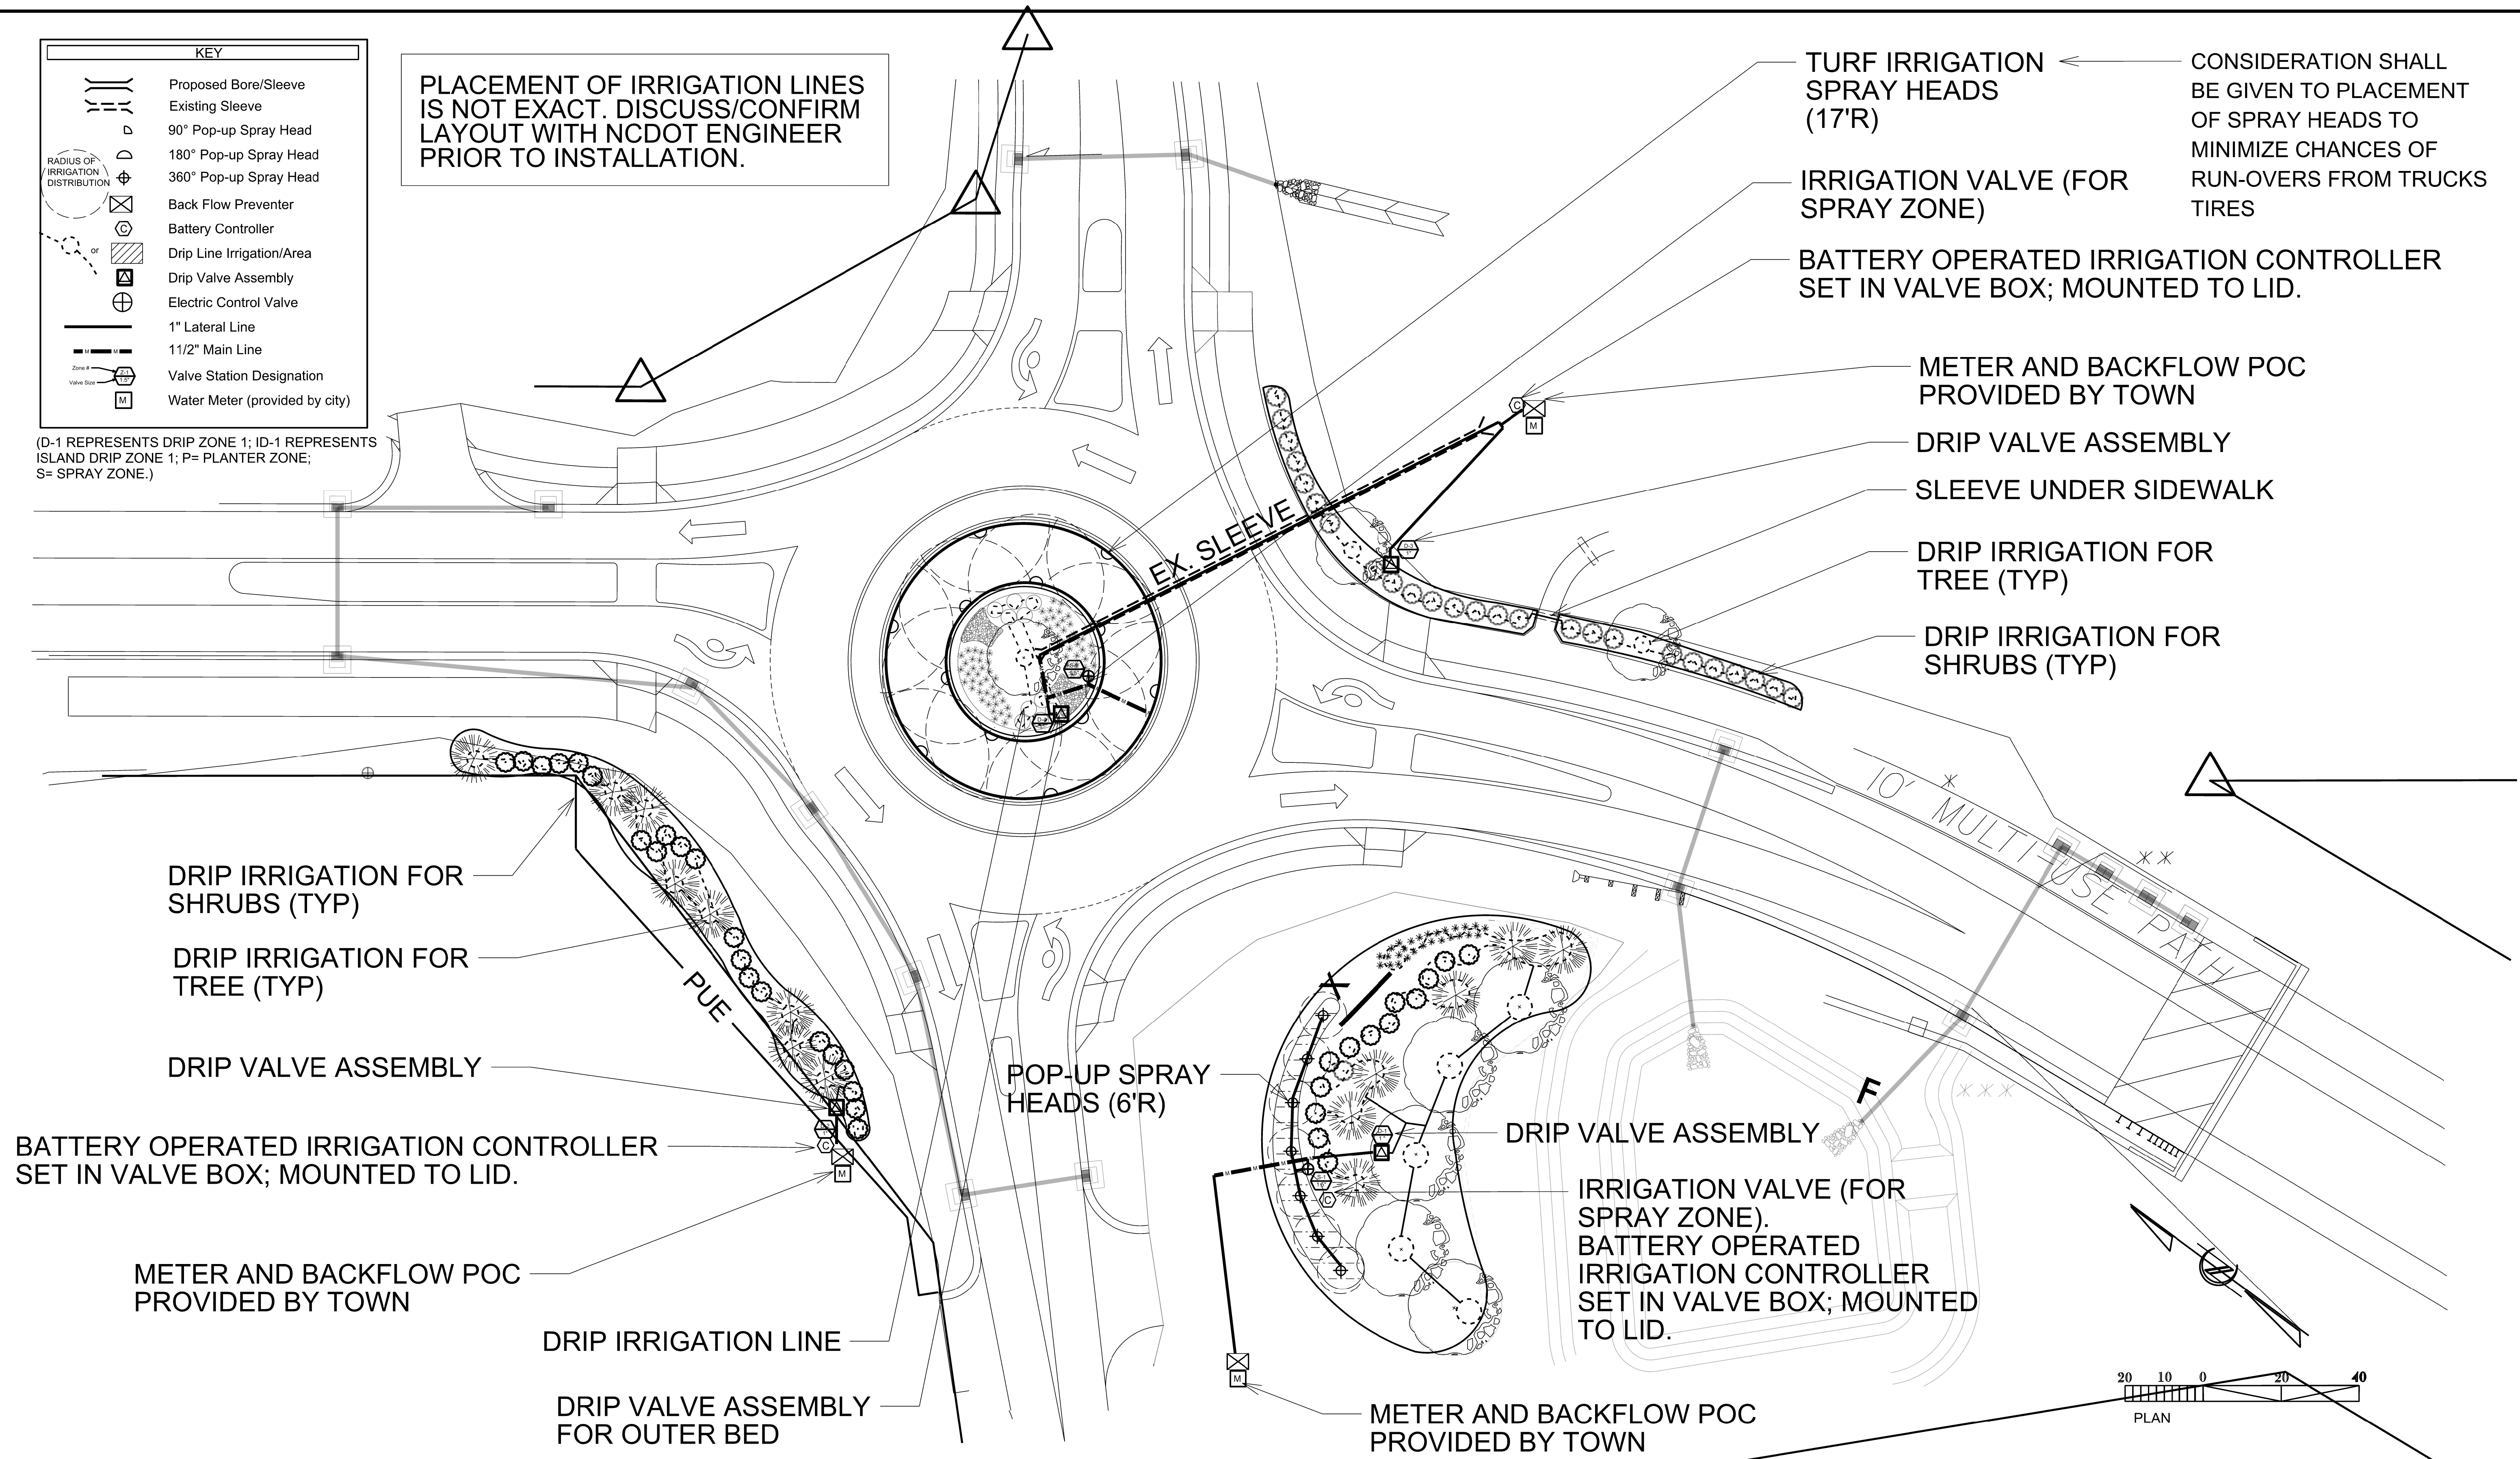 KEY
Proposed Bore/Sleeve
Existing Sleeve
90° Pop-up Spray Head
180° Pop-up Spray Head
RADIUS OF
IRRIGATION
DISTRIBUTION
360° Pop-up Spray Head
Back Flow Preventer
C
Battery Controller
or
Drip Line Irrigation/Area
Drip Valve Assembly
Electric Control Valve
1" Lateral Line
M M
11/2" Main Line
Zone #
Valve Size
Z-1
1.5"
Valve Station Designation
M
Water Meter (provided by city)
(D-1 REPRESENTS DRIP ZONE 1; ID-1 REPRESENTS
ISLAND DRIP ZONE 1; P= PLANTER ZONE;
S= SPRAY ZONE.)
PLACEMENT OF IRRIGATION LINES
IS NOT EXACT. DISCUSS/CONFIRM
LAYOUT WITH NCDOT ENGINEER
PRIOR TO INSTALLATION.
TURF IRRIGATION
SPRAY HEADS
(17'R)
CONSIDERATION SHALL
BE GIVEN TO PLACEMENT
OF SPRAY HEADS TO
MINIMIZE CHANCES OF
RUN-OVERS FROM TRUCKS
TIRES
IRRIGATION VALVE (FOR
SPRAY ZONE)
BATTERY OPERATED IRRIGATION CONTROLLER
SET IN VALVE BOX; MOUNTED TO LID.
METER AND BACKFLOW POC
PROVIDED BY TOWN
DRIP VALVE ASSEMBLY
SLEEVE UNDER SIDEWALK
DRIP IRRIGATION FOR
TREE (TYP)
DRIP IRRIGATION FOR
SHRUBS (TYP)
C
M
EX. SLEEVE
D-3
1"
M
10' MULTI-USE PATH
DRIP IRRIGATION FOR
SHRUBS (TYP)
DRIP IRRIGATION FOR
TREE (TYP)
PUE
DRIP VALVE ASSEMBLY
BATTERY OPERATED IRRIGATION CONTROLLER
SET IN VALVE BOX; MOUNTED TO LID.
C
M
METER AND BACKFLOW POC
PROVIDED BY TOWN
DRIP IRRIGATION LINE
DRIP VALVE ASSEMBLY
FOR OUTER BED
POP-UP SPRAY
HEADS (6'R)
F
D-1
1"
DRIP VALVE ASSEMBLY
M M M
C
IRRIGATION VALVE (FOR
SPRAY ZONE).
BATTERY OPERATED
IRRIGATION CONTROLLER
SET IN VALVE BOX; MOUNTED
TO LID.
M
METER AND BACKFLOW POC
PROVIDED BY TOWN
20 10 0 20 40
PLAN